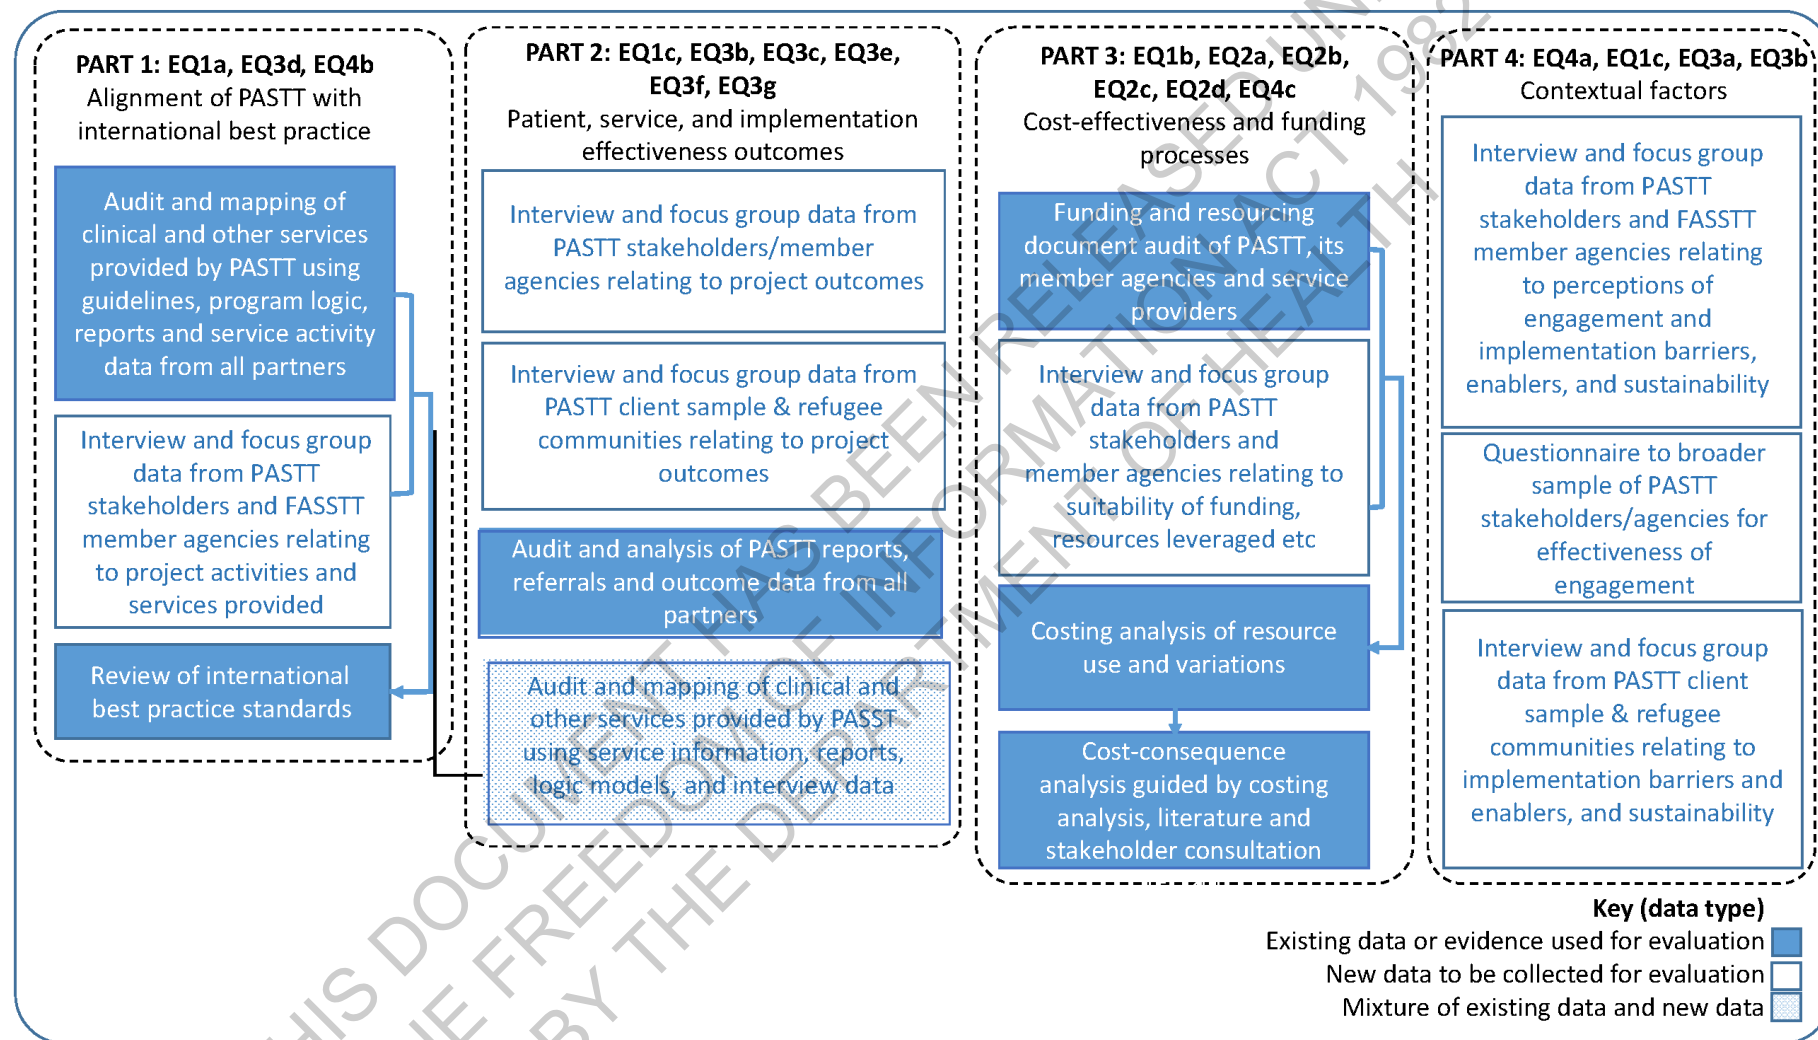 PART 1: EQ1a, EQ3d, EQ4b
Alignment of PASTT with
international best practice
Audit and mapping of
clinical and other services
provided by PASTT using
guidelines, program logic,
reports and service activity
data from all partners
Interview and focus group
data from PASTT
stakeholders and FASSTT
member agencies relating
to project activities and
services provided
Review of international
best practice standards
PART 2: EQ1c, EQ3b, EQ3c, EQ3e,
EQ3f, EQ3g
Patient, service, and implementation
effectiveness outcomes
Interview and focus group data from
PASTT stakeholders/member
agencies relating to project outcomes
Interview and focus group data from
PASTT client sample & refugee
communities relating to project
outcomes
Audit and analysis of PASTT reports,
referrals and outcome data from all
partners
Audit and mapping of clinical and
other services provided by PASST
using service information, reports,
logic models, and interview data
PART 3: EQ1b, EQ2a, EQ2b,
EQ2c, EQ2d, EQ4c
Cost-effectiveness and funding
processes
Funding and resourcing
document audit of PASTT, its
member agencies and service
providers
Interview and focus group
data from PASTT
stakeholders and
member agencies relating to
suitability of funding,
resources leveraged etc
Costing analysis of resource
use and variations
Cost-consequence
analysis guided by costing
analysis, literature and
stakeholder consultation
PART 4: EQ4a, EQ1c, EQ3a, EQ3b
Contextual factors
Interview and focus group
data from PASTT
stakeholders and FASSTT
member agencies relating
to perceptions of
engagement and
implementation barriers,
enablers, and sustainability
Questionnaire to broader
sample of PASTT
stakeholders/agencies for
effectiveness of
engagement
Interview and focus group
data from PASTT client
sample & refugee
communities relating to
implementation barriers and
enablers, and sustainability
Key (data type)
Existing data or evidence used for evaluation
New data to be collected for evaluation
Mixture of existing data and new data
THIS DOCUMENT HAS BEEN RELEASED
FREEDOM OF INFORMATION ACT 1982
BY THE DEPARTMENT OF HEALTH